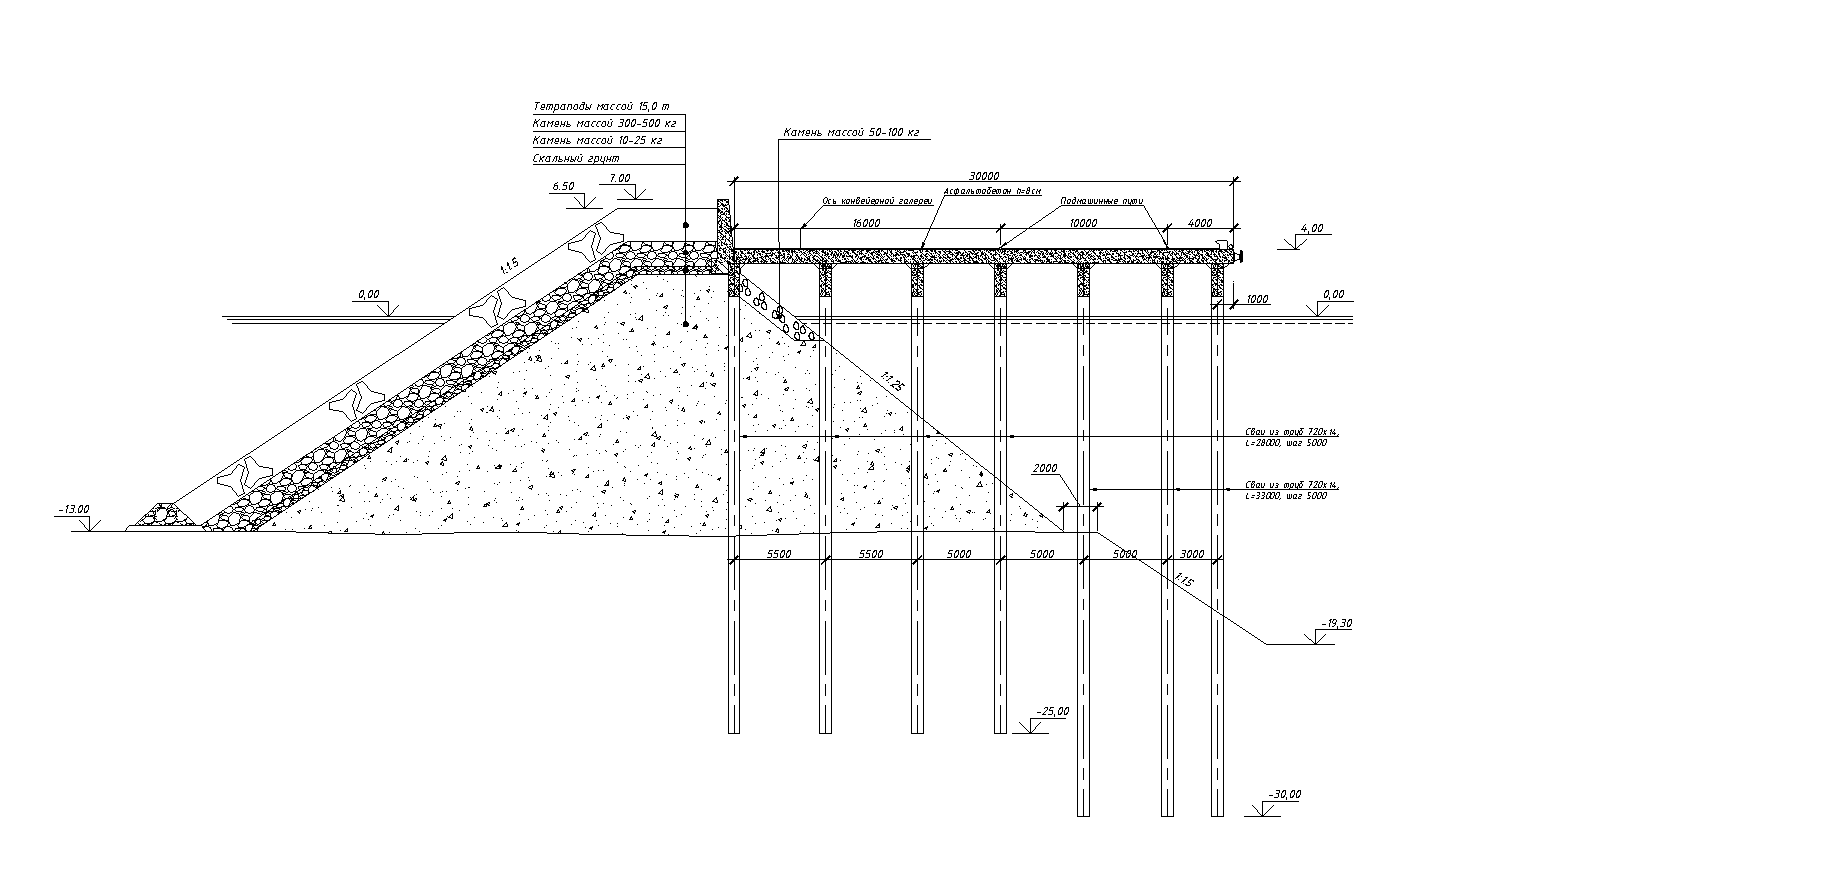 Тетраподы массой 15,0 т
Камень массой 300-500 кг
Камень массой 10-25 кг
Скальный грунт
Камень массой 50-100 кг
30000
7.00
6.50
Асфальтобетон h=8см
Ось конвейерной галереи
Подмашинные пути
16000
10000
4000
4,00
1:1.5
0,00
1000
0,00
1:1.25
Сваи из труб 720х14,
L=28000, шаг 5000
2000
Сваи из труб 720х14,
L=33000, шаг 5000
-13.00
5500
5500
5000
5000
5000
3000
1:1.5
-19,30
-25,00
-30,00